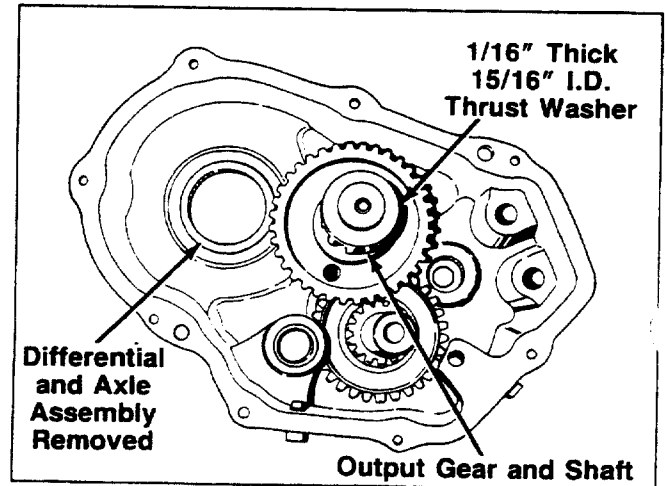 1/16" Thick
15/16" I.D.
Thrust Washer
Differential
and Axle
Assembly
Removed
Output Gear and Shaft